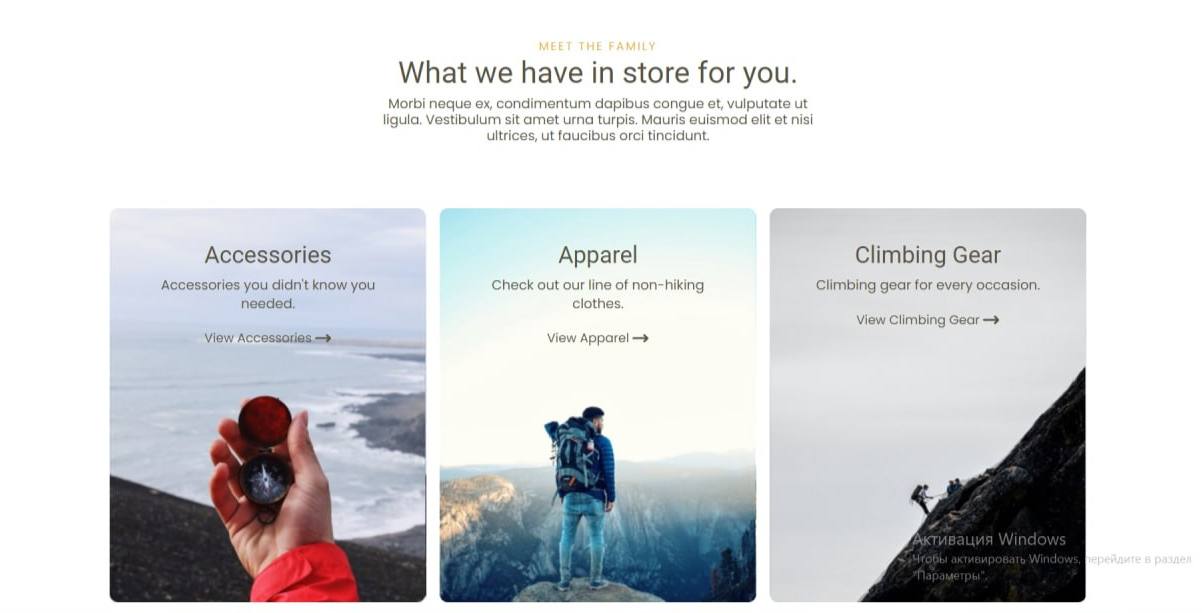 MEET THE FAMILY
What we have in store for you.
Morbi neque ex, condimentum dapibus congue et, vulputate ut
ligula. Vestibulum sit amet urna turpis. Mauris euismod elit et nisi
ultrices, ut faucibus orci tincidunt.
Accessories
Accessories you didn't know you
needed.
View Accessories →
Apparel
Check out our line of non-hiking
clothes.
View Apparel →
Climbing Gear
Climbing gear for every occasion.
View Climbing Gear →
Активация Windows
Чтобы активировать Windows, перейдите в раздел
"Параметры".